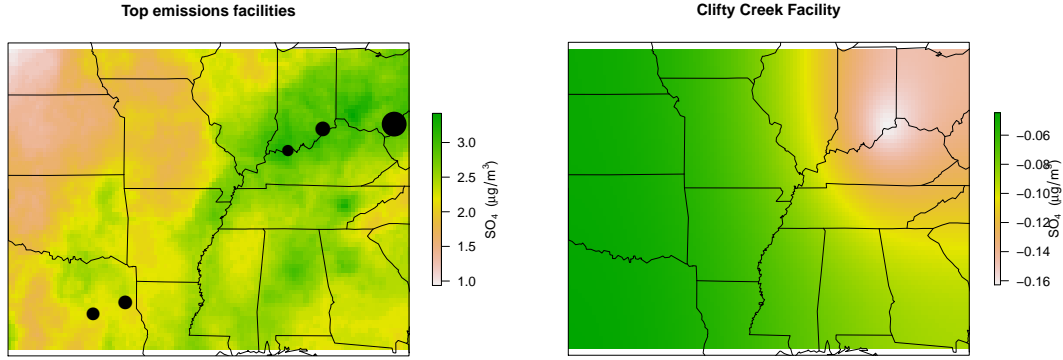 Top emissions facilities
3.0
2.5
2.0
1.5
1.0
SO₄ (µg/m³)
Clifty Creek Facility
−0.06
−0.08
−0.10
−0.12
−0.14
−0.16
SO₄ (µg/m³)